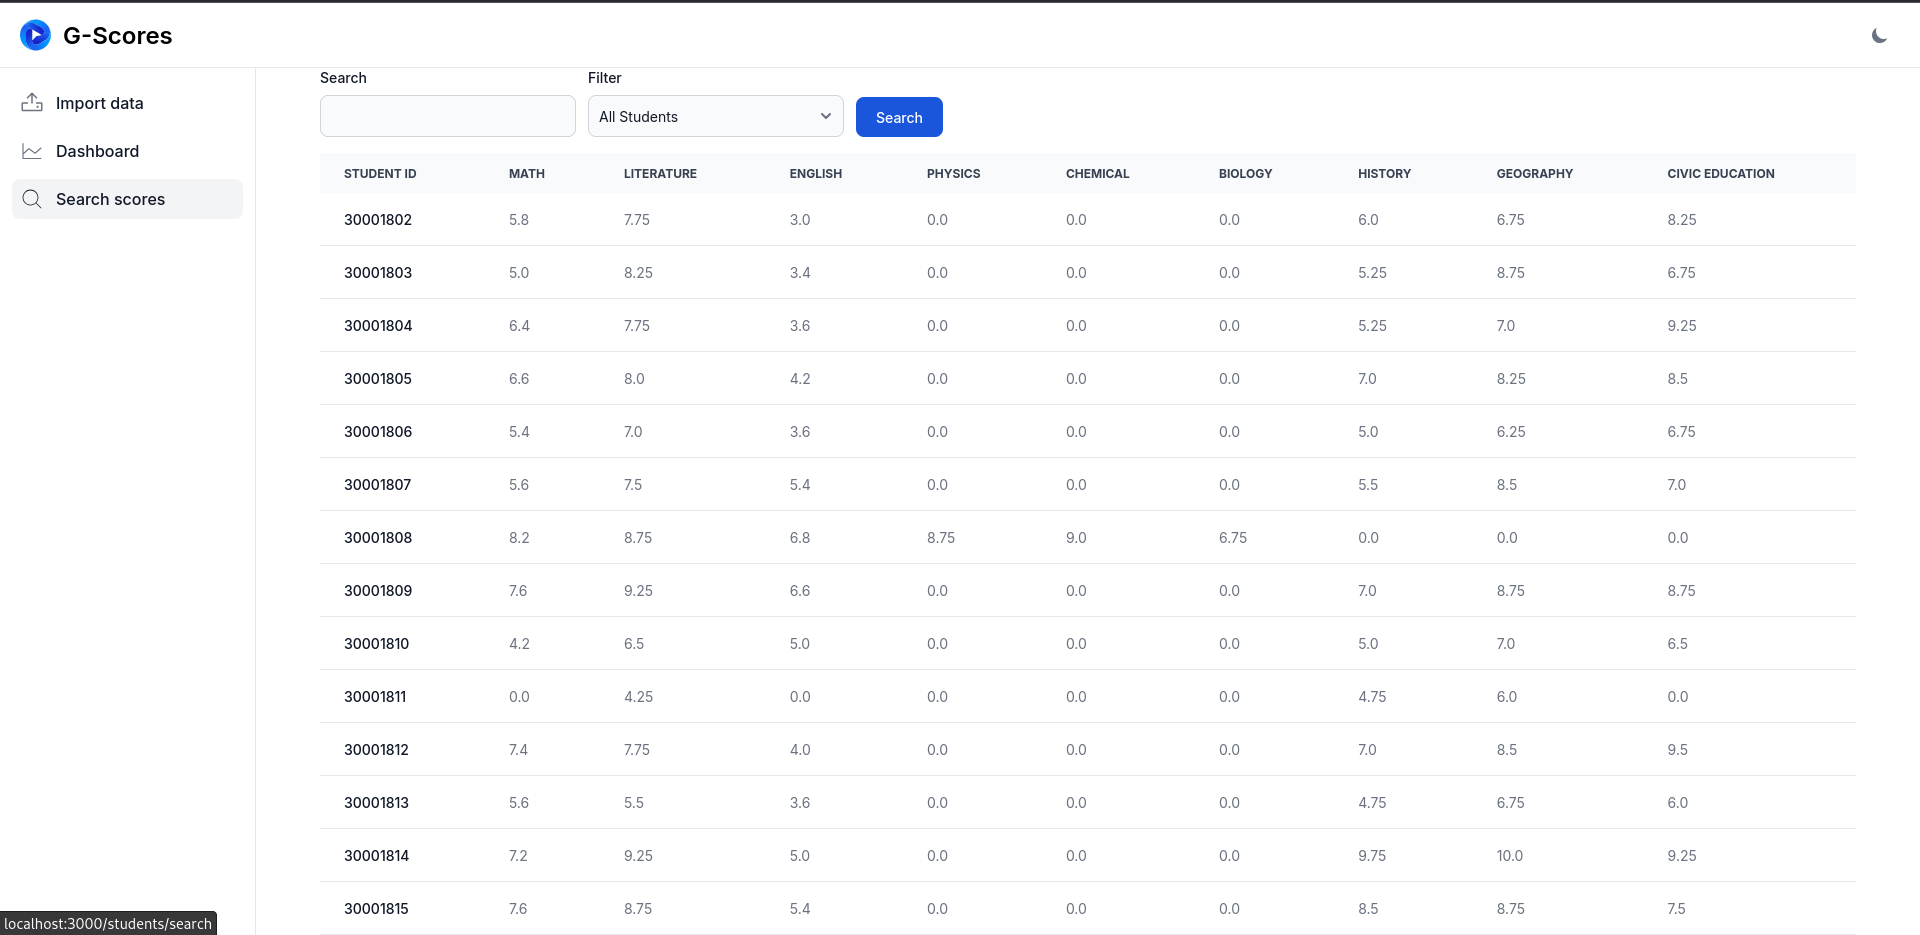 G-Scores
Import data
Dashboard
Search scores
Search Filter
All Students Search
STUDENT ID MATH LITERATURE ENGLISH PHYSICS CHEMICAL BIOLOGY HISTORY GEOGRAPHY CIVIC EDUCATION
30001802 5.8 7.75 3.0 0.0 0.0 0.0 6.0 6.75 8.25
30001803 5.0 8.25 3.4 0.0 0.0 0.0 5.25 8.75 6.75
30001804 6.4 7.75 3.6 0.0 0.0 0.0 5.25 7.0 9.25
30001805 6.6 8.0 4.2 0.0 0.0 0.0 7.0 8.25 8.5
30001806 5.4 7.0 3.6 0.0 0.0 0.0 5.0 6.25 6.75
30001807 5.6 7.5 5.4 0.0 0.0 0.0 5.5 8.5 7.0
30001808 8.2 8.75 6.8 8.75 9.0 6.75 0.0 0.0 0.0
30001809 7.6 9.25 6.6 0.0 0.0 0.0 7.0 8.75 8.75
30001810 4.2 6.5 5.0 0.0 0.0 0.0 5.0 7.0 6.5
30001811 0.0 4.25 0.0 0.0 0.0 0.0 4.75 6.0 0.0
30001812 7.4 7.75 4.0 0.0 0.0 0.0 7.0 8.5 9.5
30001813 5.6 5.5 3.6 0.0 0.0 0.0 4.75 6.75 6.0
30001814 7.2 9.25 5.0 0.0 0.0 0.0 9.75 10.0 9.25
30001815 7.6 8.75 5.4 0.0 0.0 0.0 8.5 8.75 7.5
localhost:3000/students/search